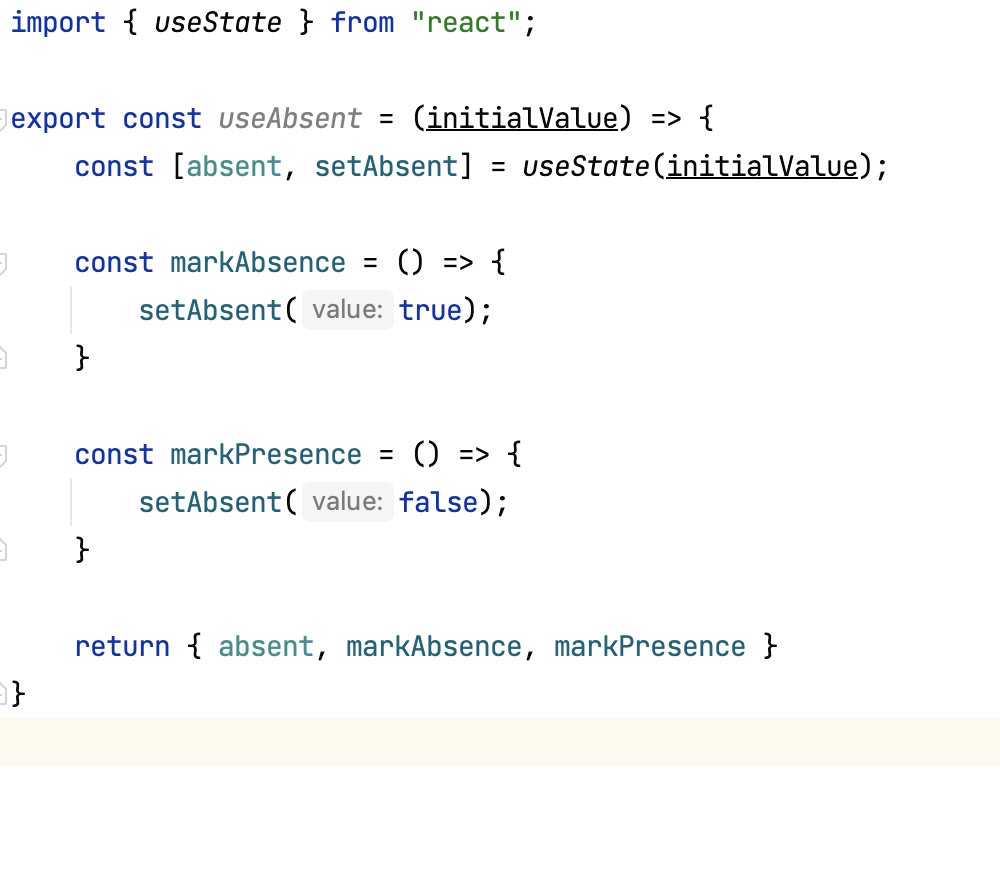 import { useState } from "react";
export const useAbsent = (initialValue) => {
    const [absent, setAbsent] = useState(initialValue);
    const markAbsence = () => {
        setAbsent( value: true);
    }
    const markPresence = () => {
        setAbsent( value: false);
    }
    return { absent, markAbsence, markPresence }
}